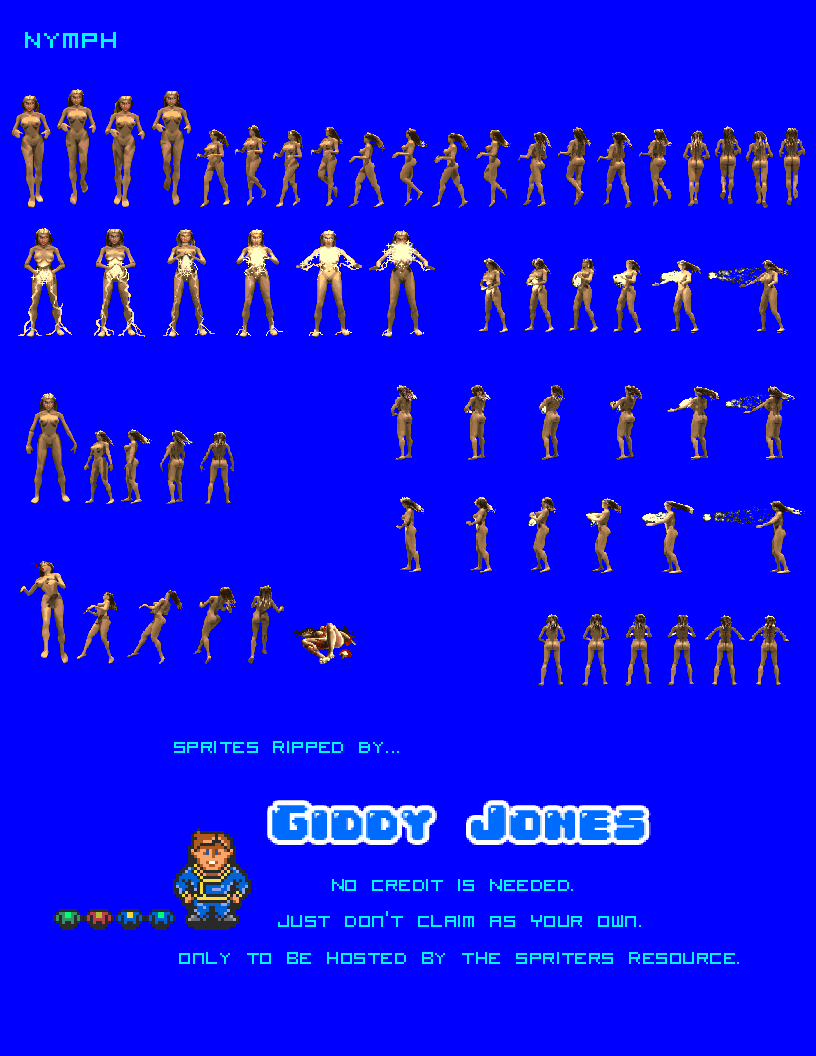 NYMPH
SPRITES RIPPED BY...
GIDDY JONES
NO CREDIT IS NEEDED.
JUST DON'T CLAIM AS YOUR OWN.
ONLY TO BE HOSTED BY THE SPRITERS RESOURCE.